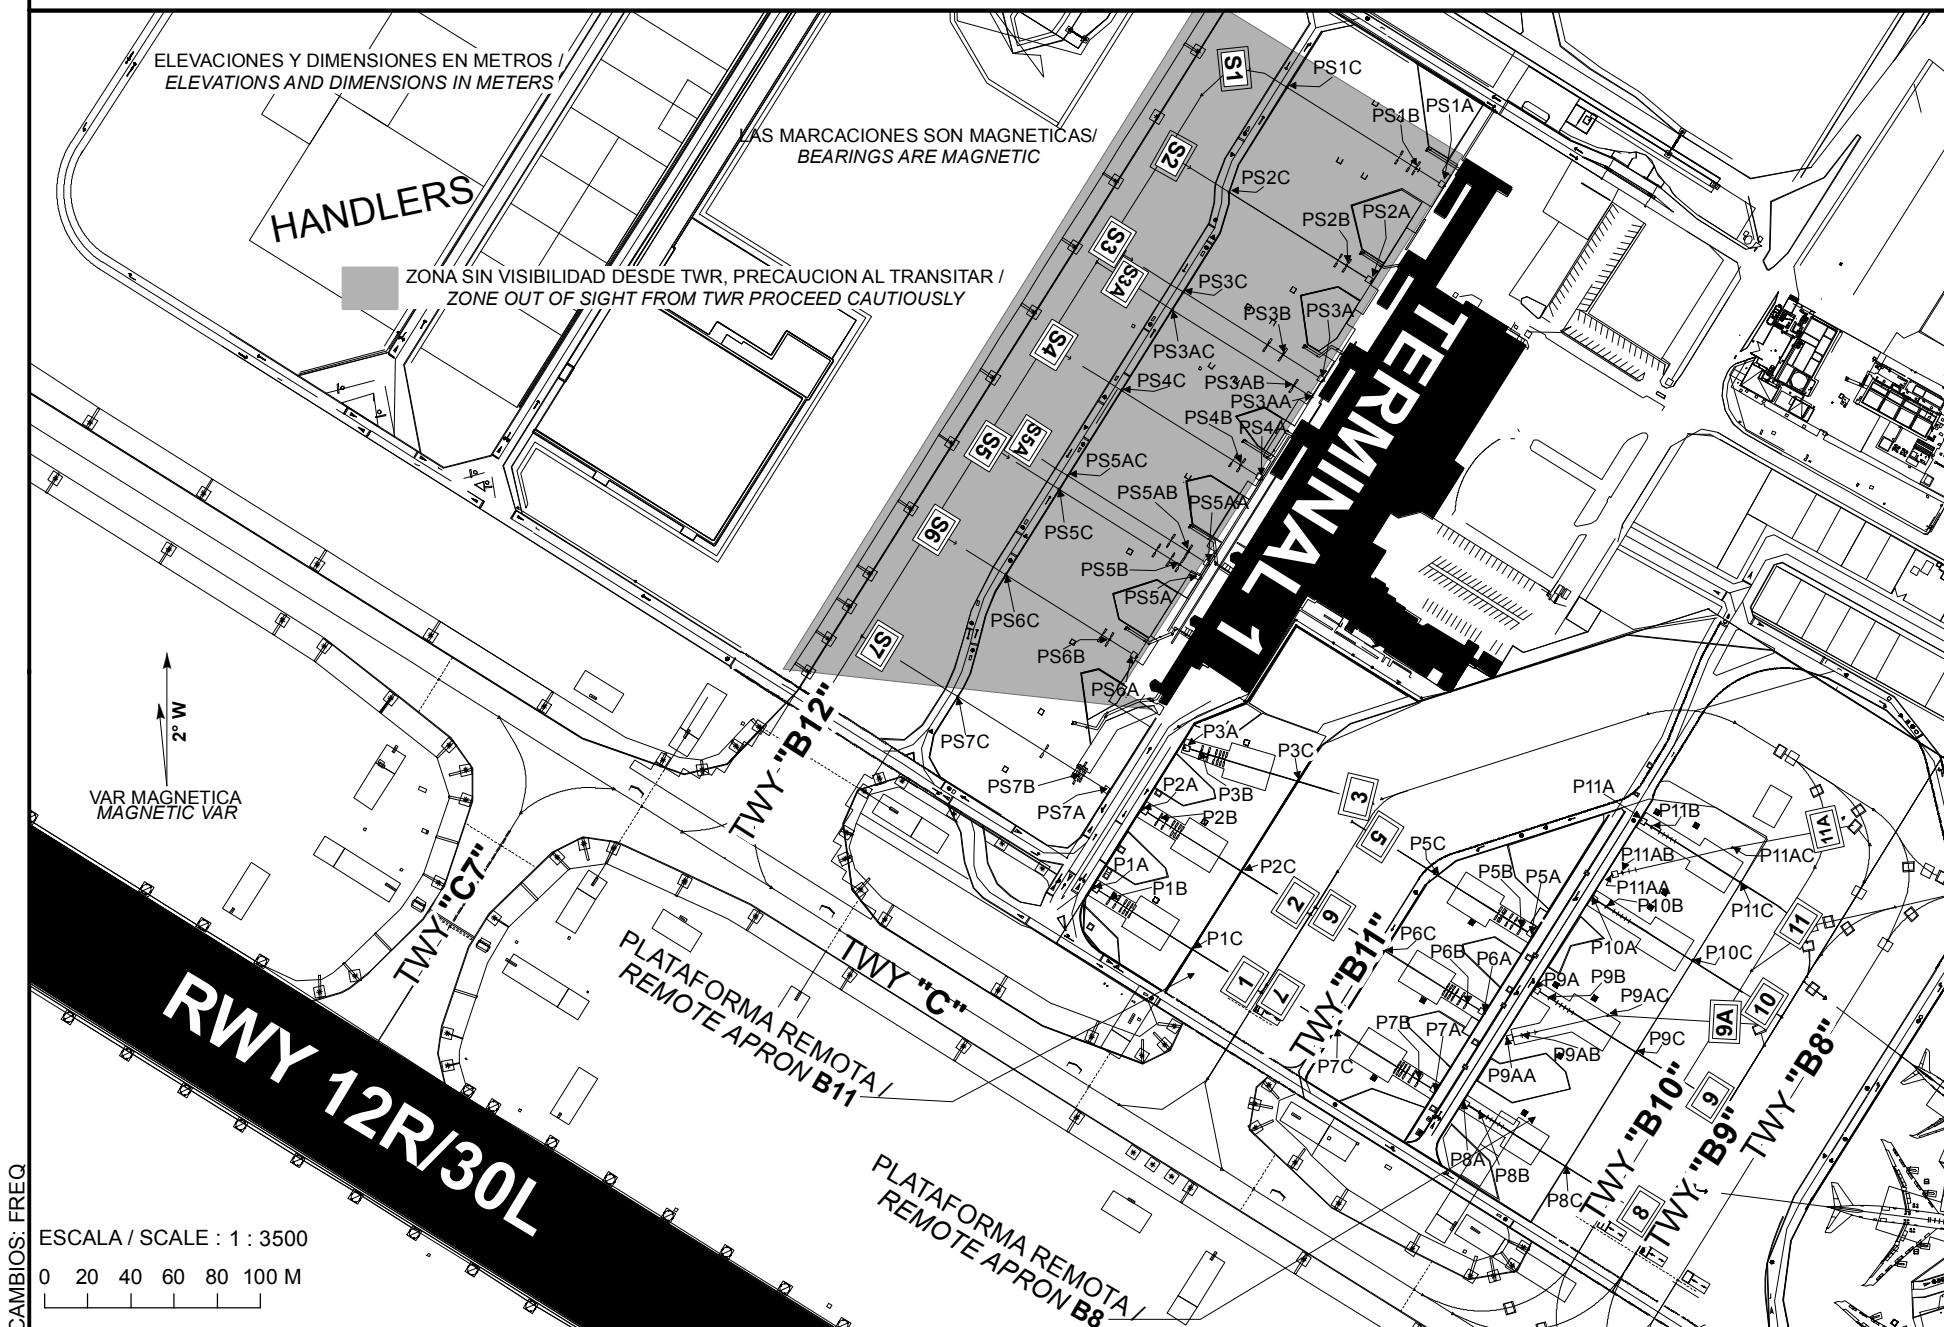 ELEVACIONES Y DIMENSIONES EN METROS /
ELEVATIONS AND DIMENSIONS IN METERS
LAS MARCACIONES SON MAGNETICAS/
BEARINGS ARE MAGNETIC
HANDLERS
ZONA SIN VISIBILIDAD DESDE TWR, PRECAUCION AL TRANSITAR /
ZONE OUT OF SIGHT FROM TWR PROCEED CAUTIOUSLY
S1
S2
S3
S3A
S4
S5A
S5
S6
S7
PS1C
PS1A
PS1B
PS2C
PS2A
PS2B
PS3C
PS3A
PS3B
PS3AC
PS3AB
PS3AA
PS4C
PS4B
PS4A
PS5AC
PS5AB
PS5AA
PS5C
PS5B
PS5A
PS6C
PS6B
PS6A
PS7C
PS7B
PS7A
TERMINAL 1
2° W
VAR MAGNETICA
MAGNETIC VAR
TWY "B12"
TWY "C7"
TWY "C"
TWY "B11"
TWY "B10"
TWY "B9"
TWY "B8"
P3A
P3C
P3B
P2A
P2B
P2C
P1A
P1B
P1C
3
5
2
6
1
7
P5C
P5B
P5A
P6C
P6B
P6A
P7B
P7A
P7C
P11A
P11B
P11AC
P11AB
P11AA
P11C
P10B
P10A
P10C
P9A
P9B
P9AC
P9C
P9AB
P9AA
P8A
P8B
P8C
11A
11
10
9A
9
8
PLATAFORMA REMOTA /
REMOTE APRON B11
PLATAFORMA REMOTA /
REMOTE APRON B8
RWY 12R/30L
ESCALA / SCALE : 1 : 3500
0 20 40 60 80 100 M
CAMBIOS: FREQ